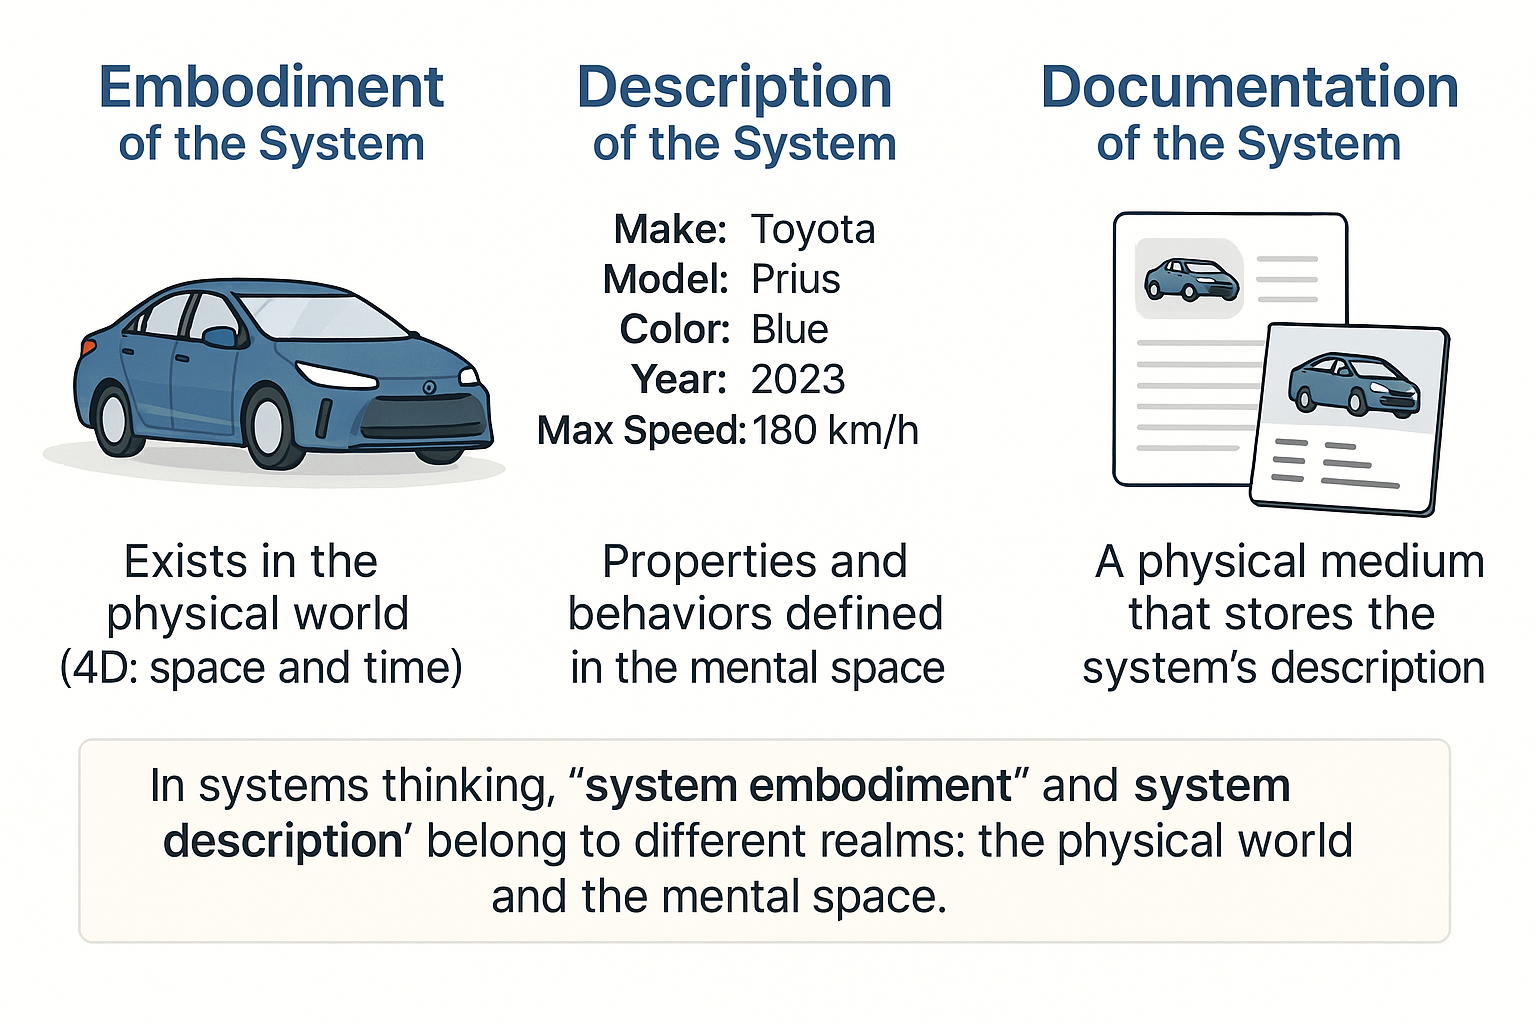 Embodiment
of the System
Exists in the
physical world
(4D: space and time)
Description
of the System
Make: Toyota
Model: Prius
Color: Blue
Year: 2023
Max Speed: 180 km/h
Properties and
behaviors defined
in the mental space
Documentation
of the System
A physical medium
that stores the
system’s description
In systems thinking, “system embodiment” and system
description’ belong to different realms: the physical world
and the mental space.